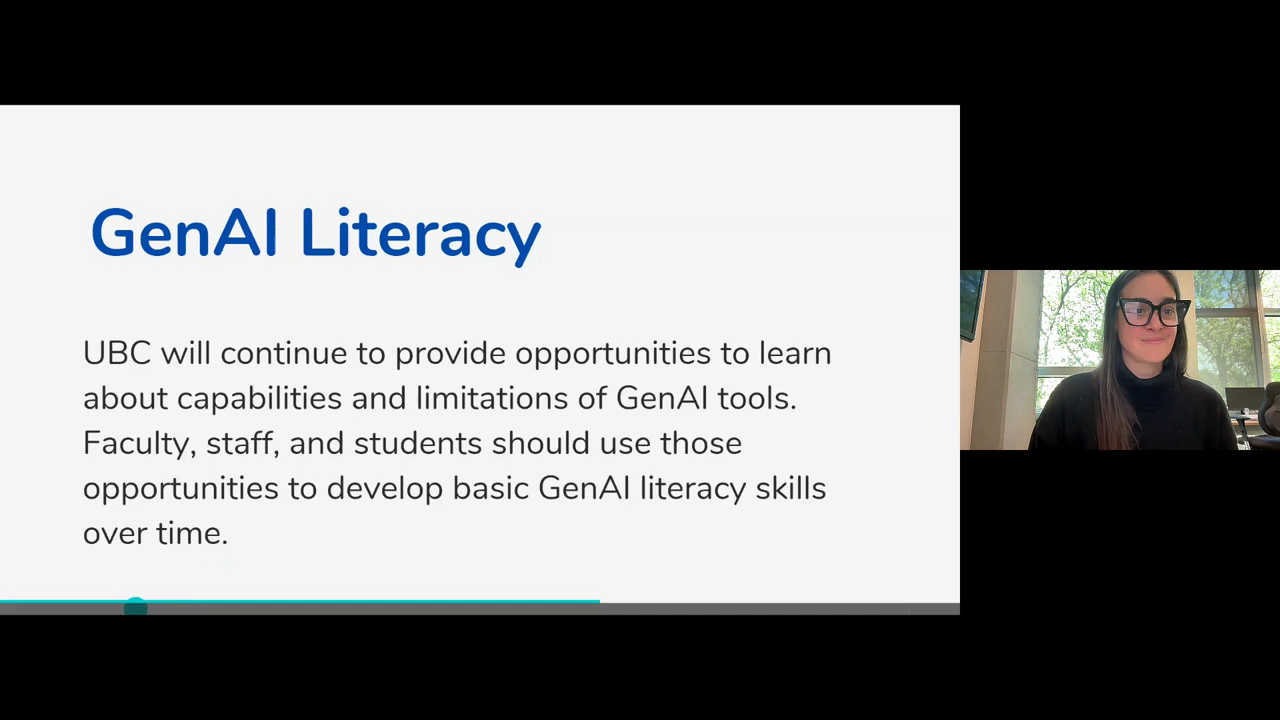 GenAI Literacy
UBC will continue to provide opportunities to learn
about capabilities and limitations of GenAI tools.
Faculty, staff, and students should use those
opportunities to develop basic GenAI literacy skills
over time.